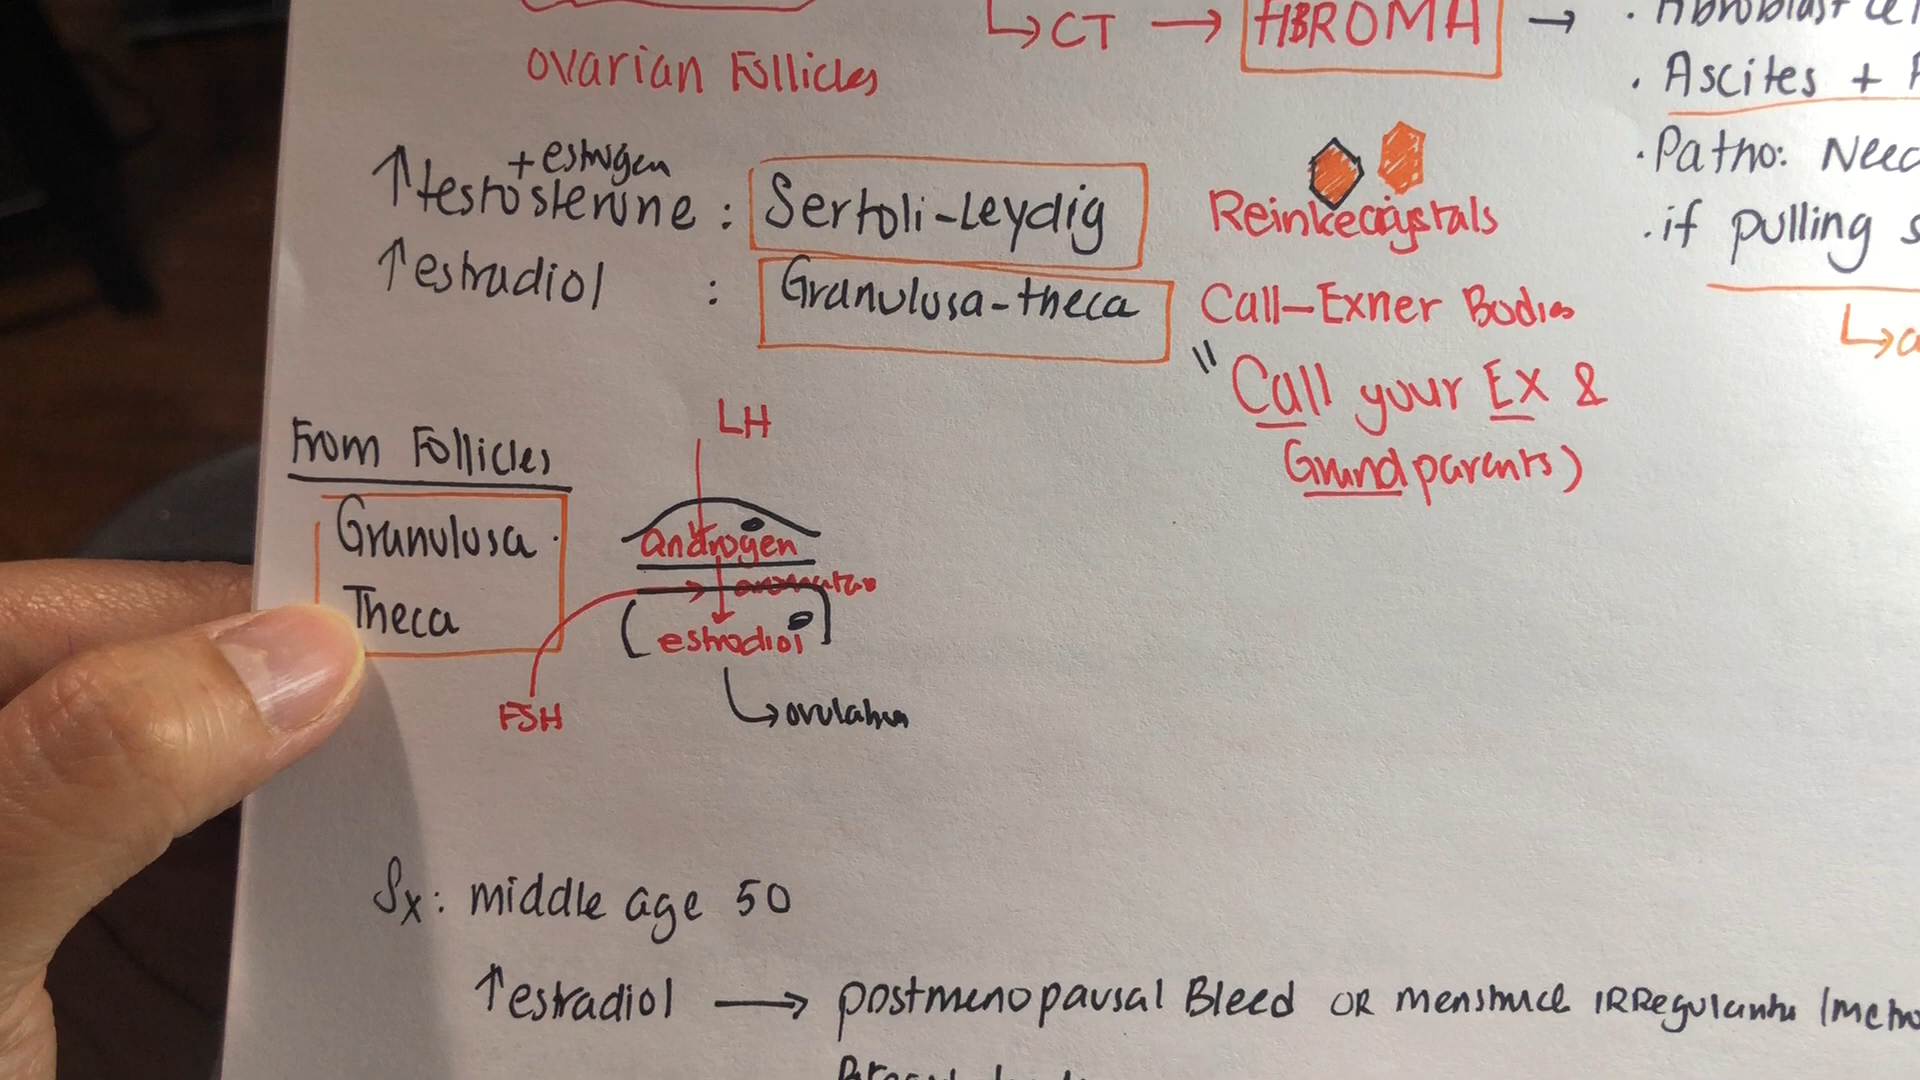 CT → FIBROMA →
ovarian Follicles
. Ascites +
↑testosterone + estrogen : Sertoli-Leydig
Reinke crystals
. Patho: Need
. if pulling
↑estradiol : Granulosa-theca
Call-Exner Bodies
"Call your Ex &
Grandparents)
From Follicles
Granulosa.
Theca
LH
androgen
aromatase
estradiol
FSH
ovulation
Sx: middle age 50
↑estradiol → postmenopausal Bleed OR